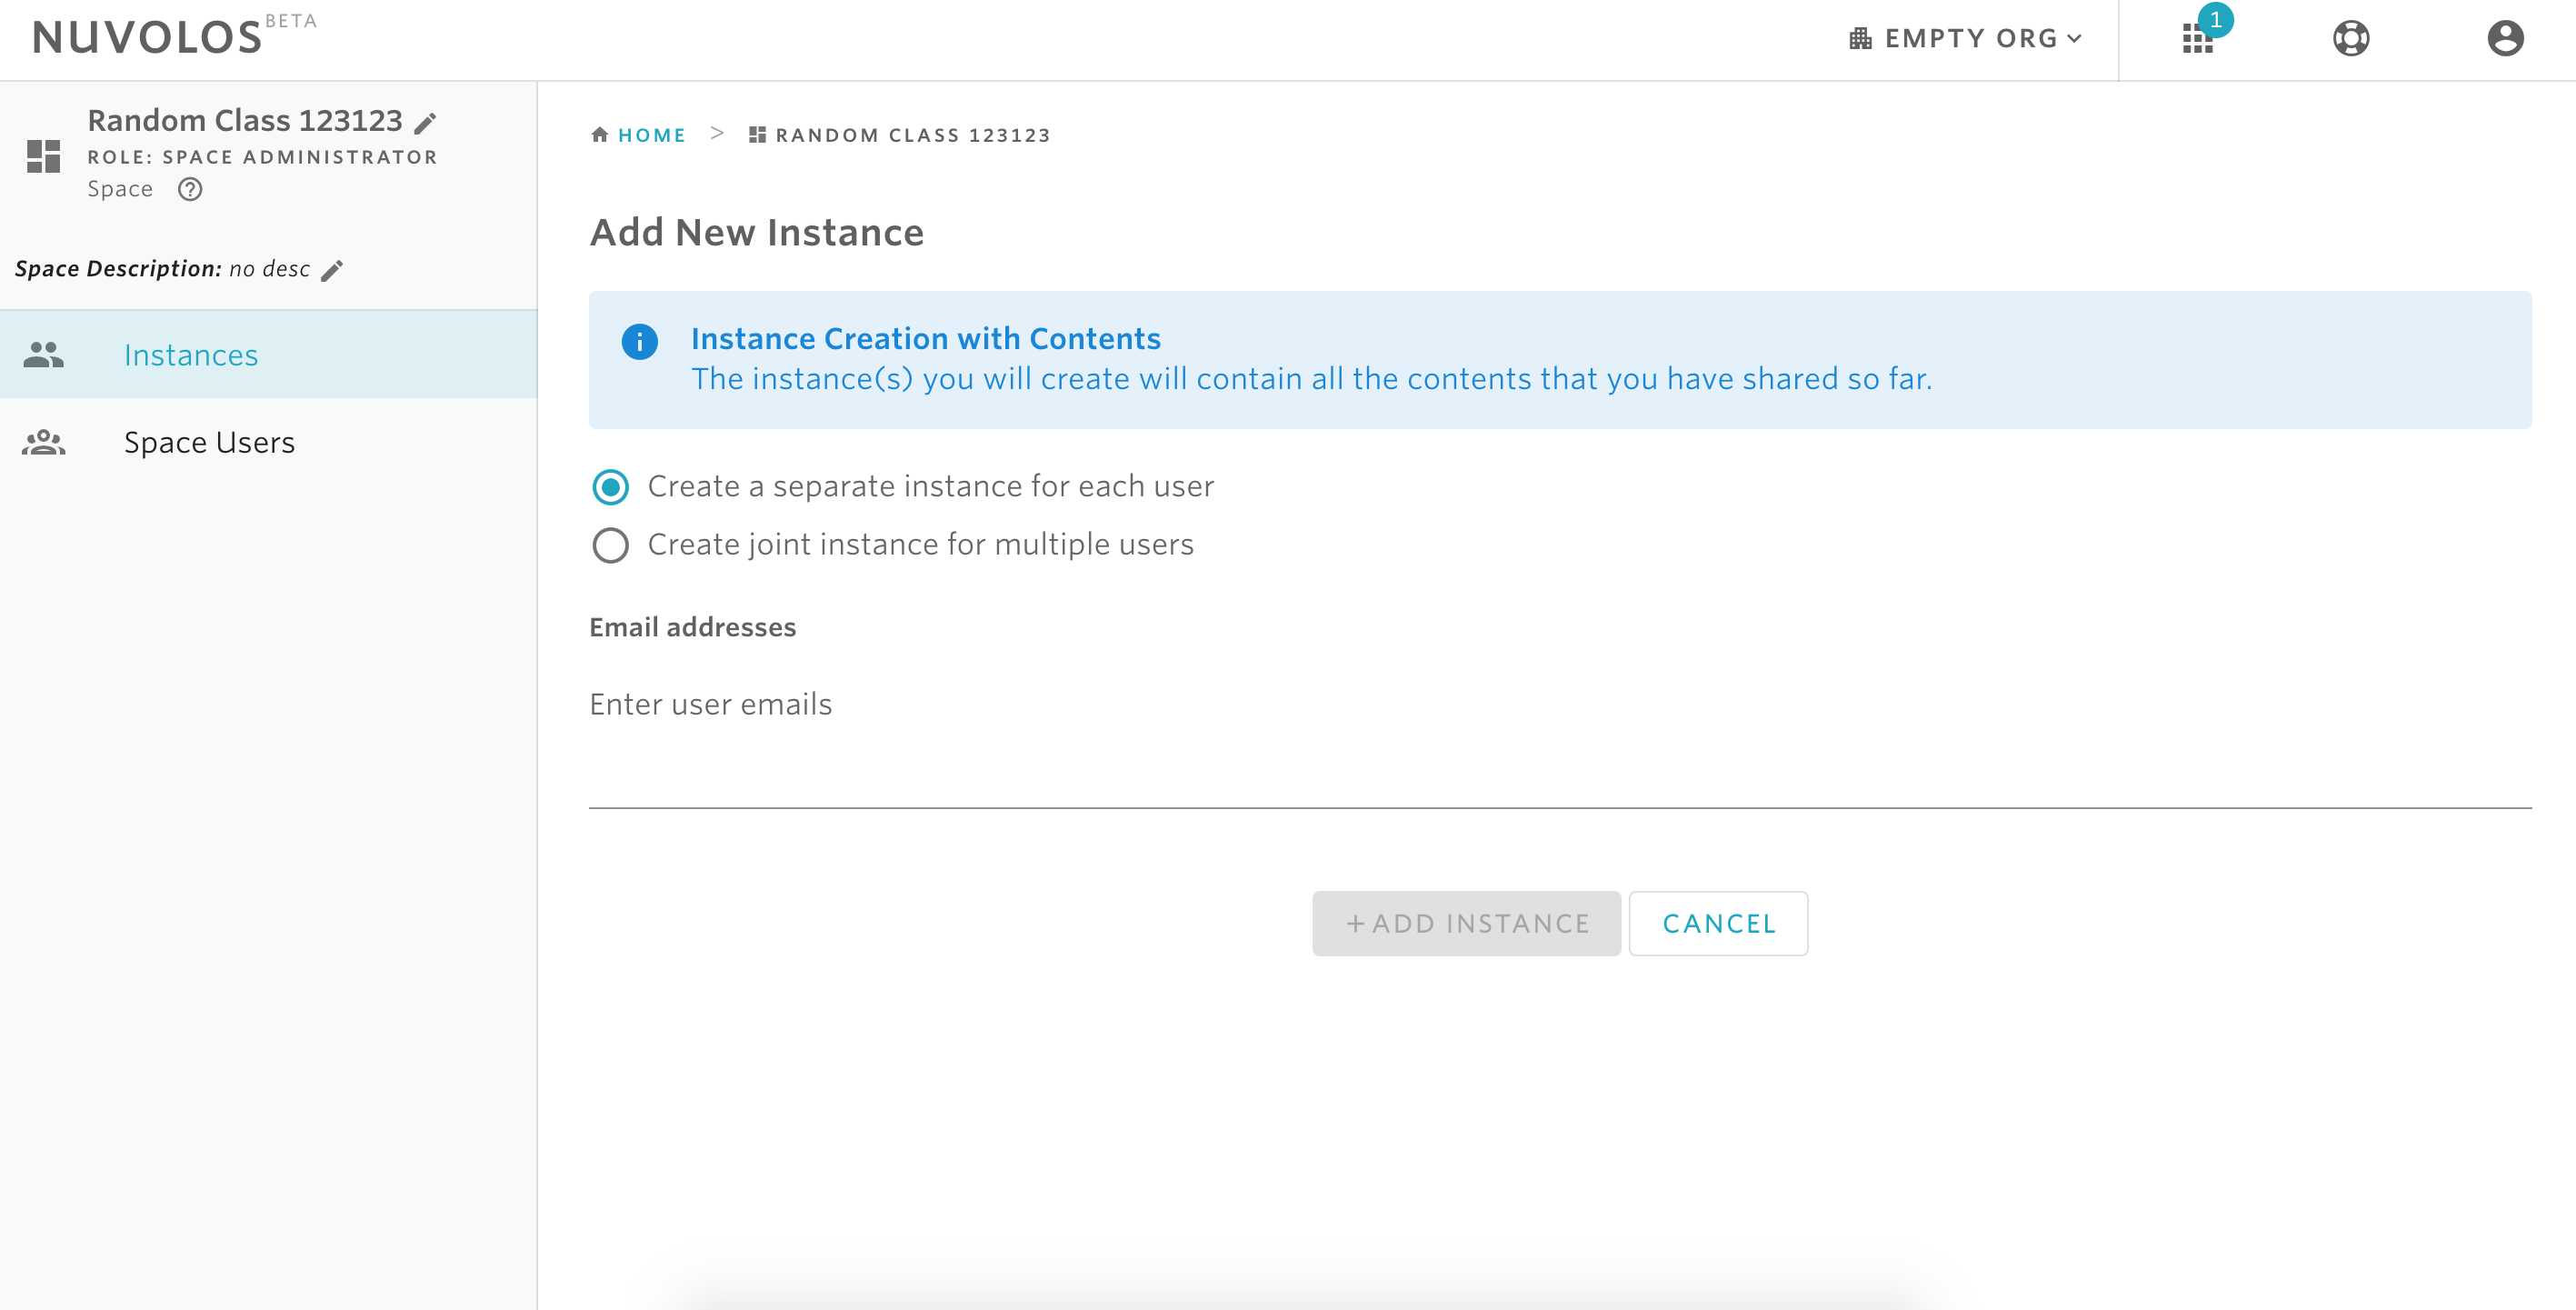 NUVOLOS BETA
EMPTY ORG
1
Random Class 123123
ROLE: SPACE ADMINISTRATOR
Space ?
Space Description: no desc
Instances
Space Users
HOME > RANDOM CLASS 123123
Add New Instance
Instance Creation with Contents
The instance(s) you will create will contain all the contents that you have shared so far.
Create a separate instance for each user
Create joint instance for multiple users
Email addresses
Enter user emails
+ADD INSTANCE
CANCEL